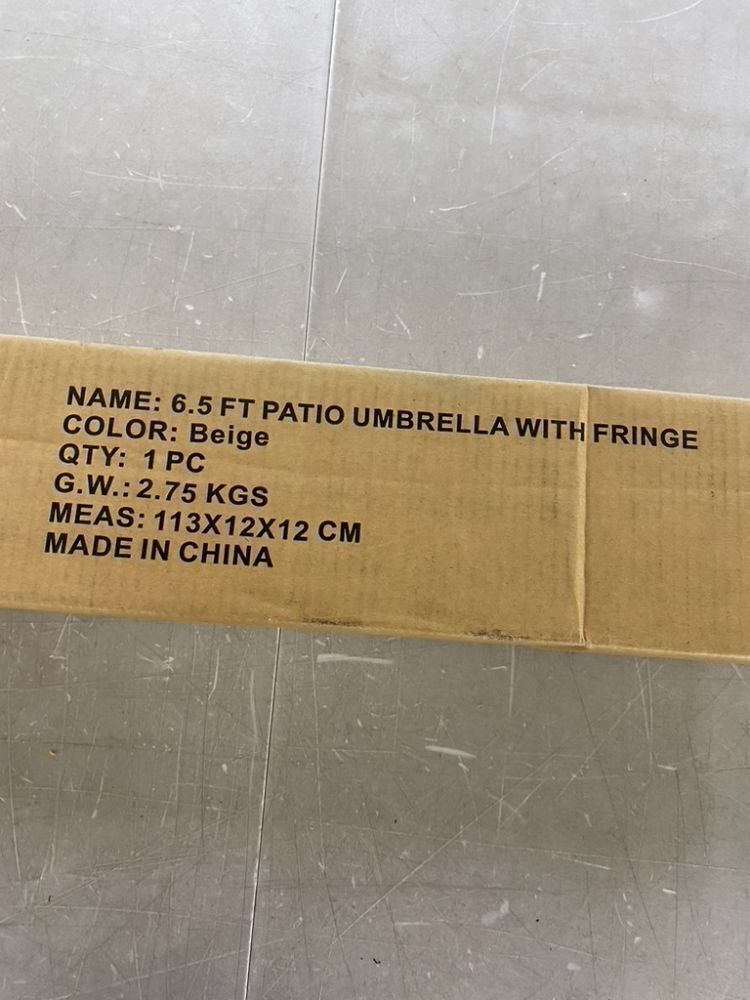 NAME: 6.5 FT PATIO UMBRELLA WITH FRINGE
COLOR: Beige
QTY: 1 PC
G.W.: 2.75 KGS
MEAS: 113X12X12 CM
MADE IN CHINA